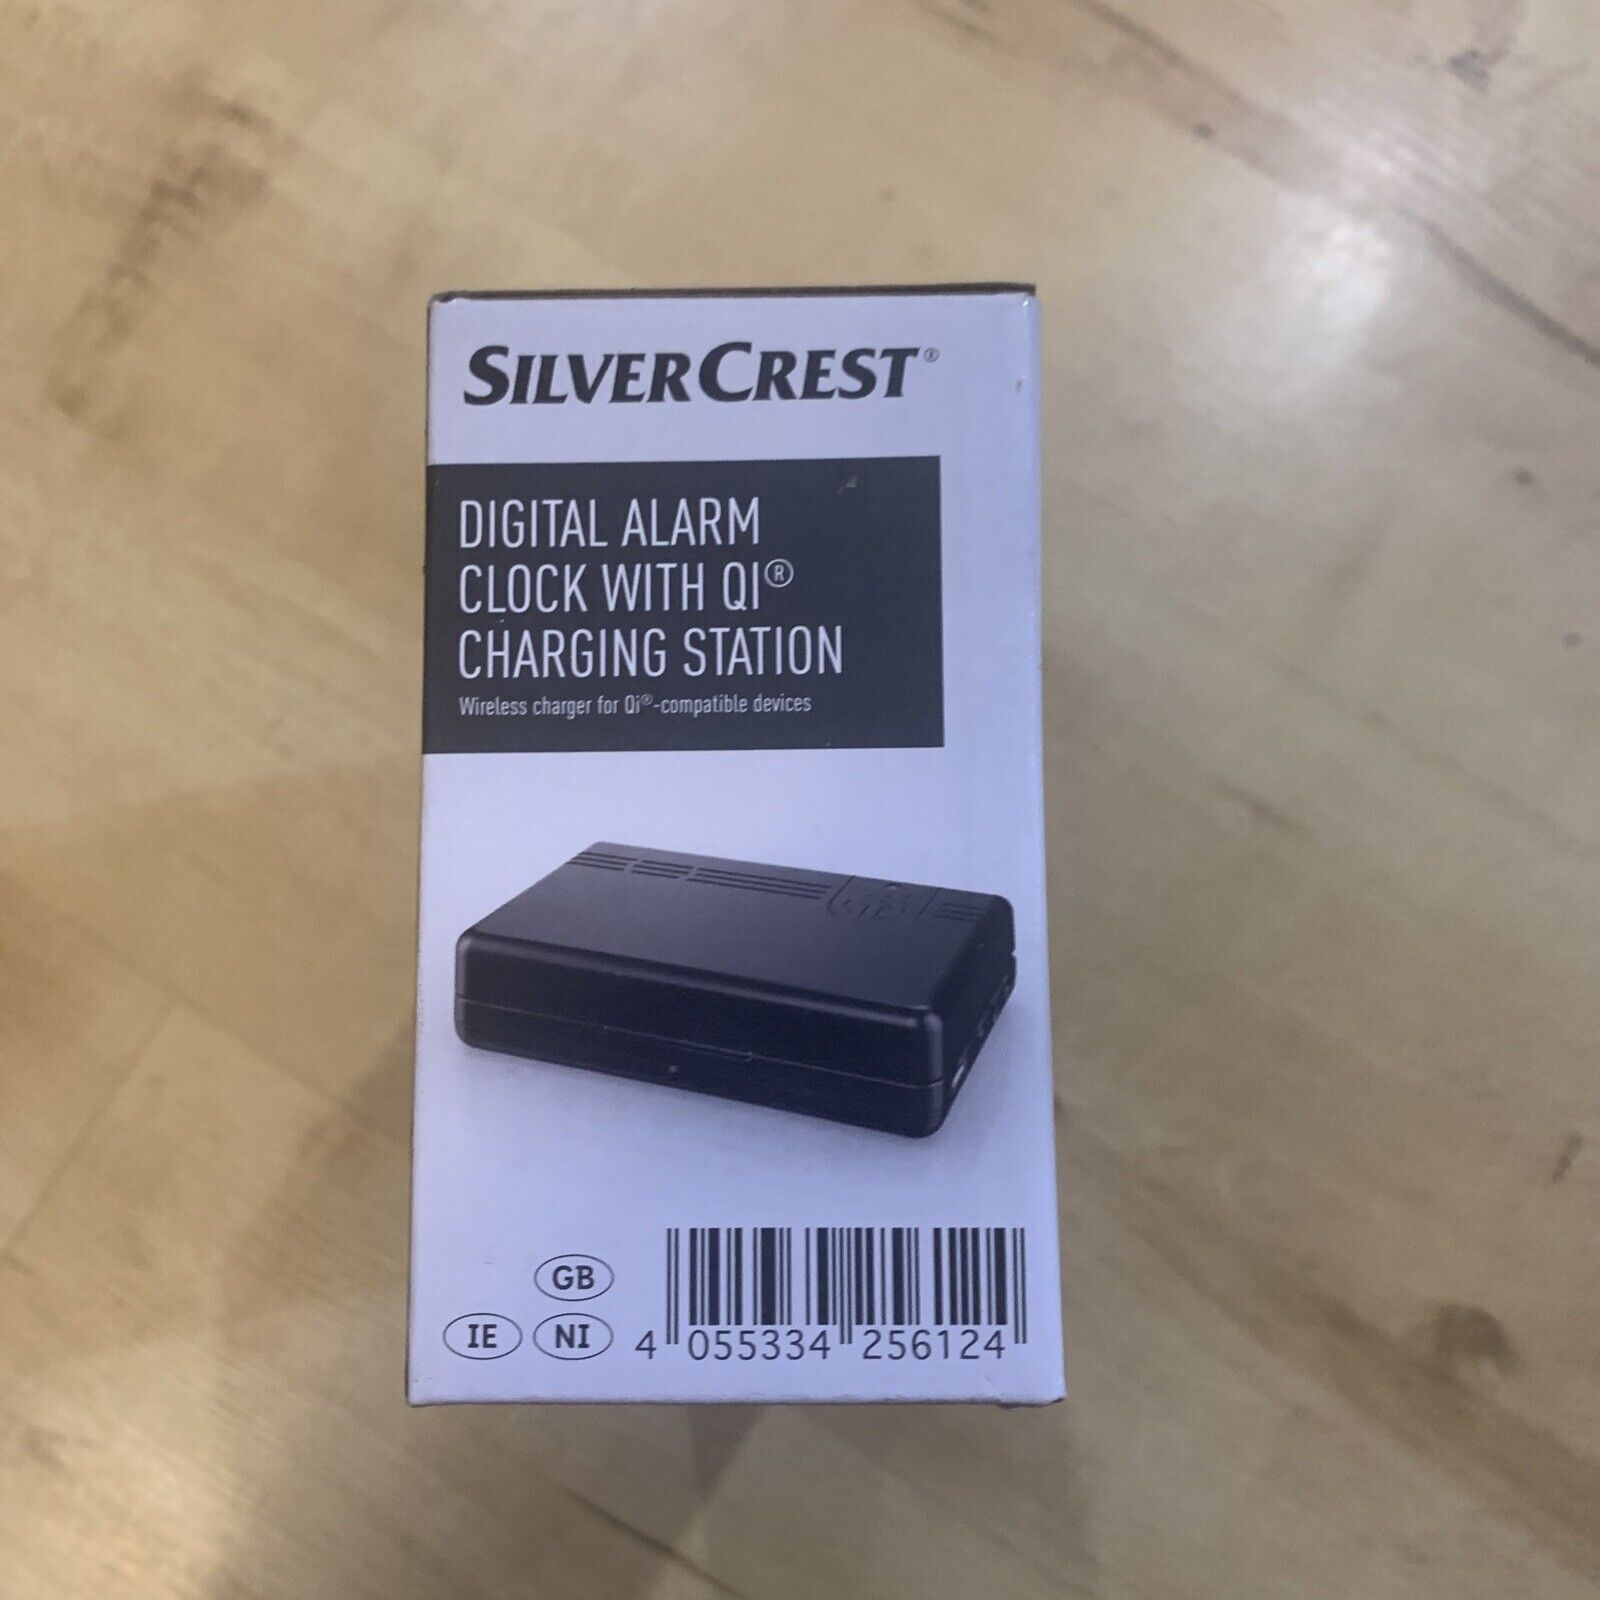 SILVERCREST®
DIGITAL ALARM
CLOCK WITH QI®
CHARGING STATION
Wireless charger for Qi®-compatible devices
GB
IE NI
4 055334 256124